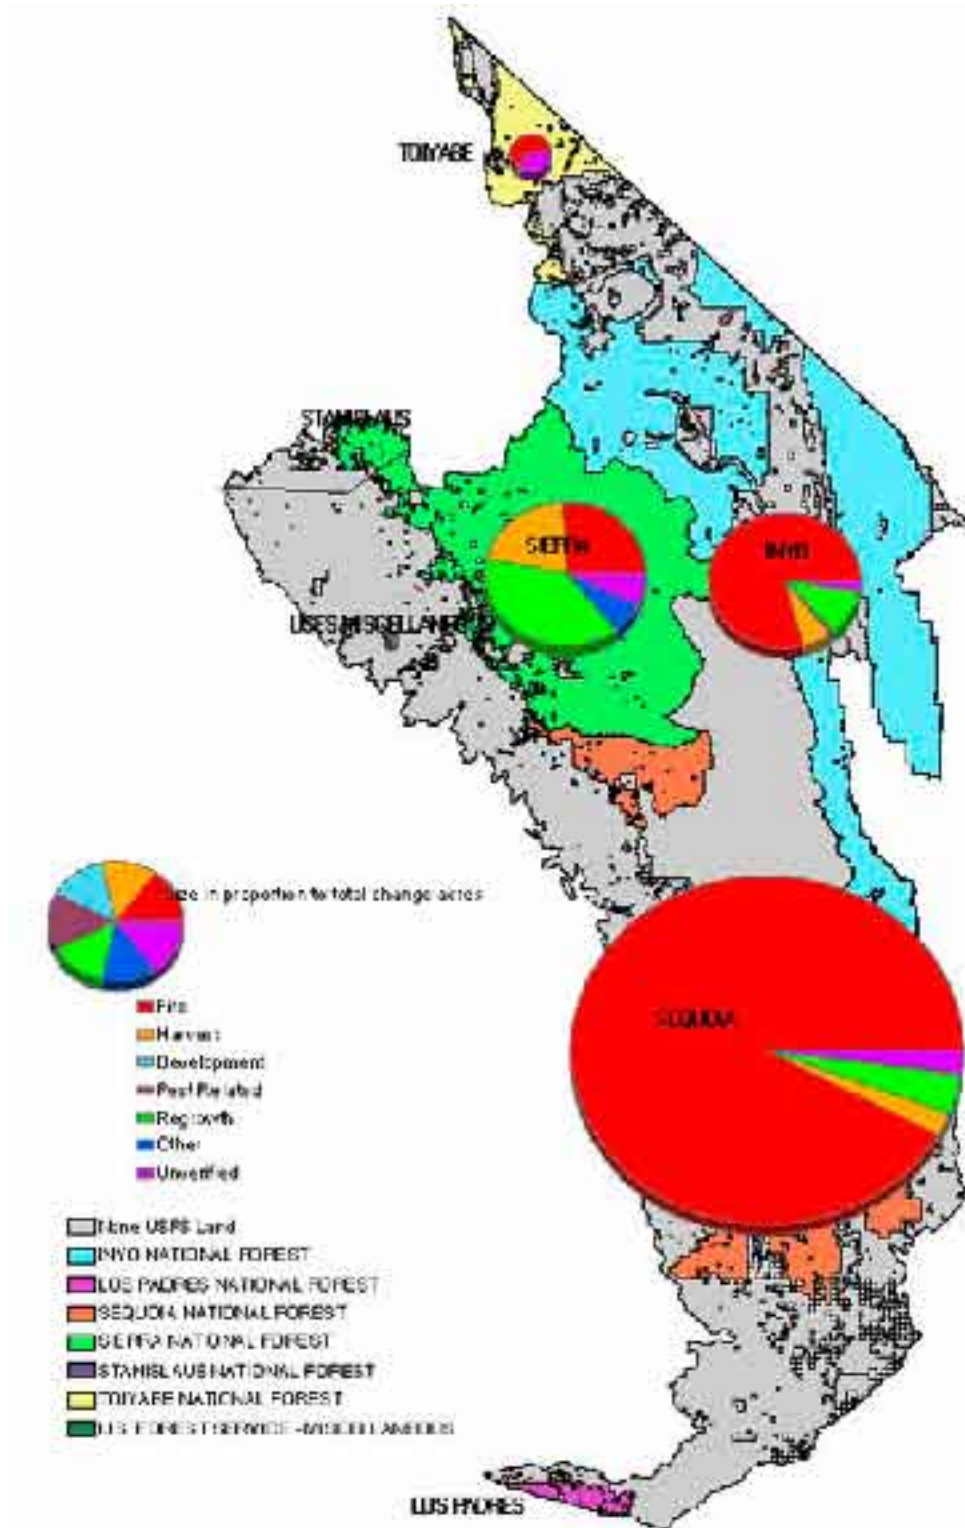 TOIYABE
STANISLAUS
SIERRA
INYO
size in proportion to total change acres
SEQUOIA
Fire
Harvest
Development
Pest Related
Regrowth
Other
Unverified
None USFS Land
INYO NATIONAL FOREST
LOS PADRES NATIONAL FOREST
SEQUOIA NATIONAL FOREST
SIERRA NATIONAL FOREST
STANISLAUS NATIONAL FOREST
TOIYABE NATIONAL FOREST
U.S. FOREST SERVICE - MISCELLANEOUS
LOS PADRES